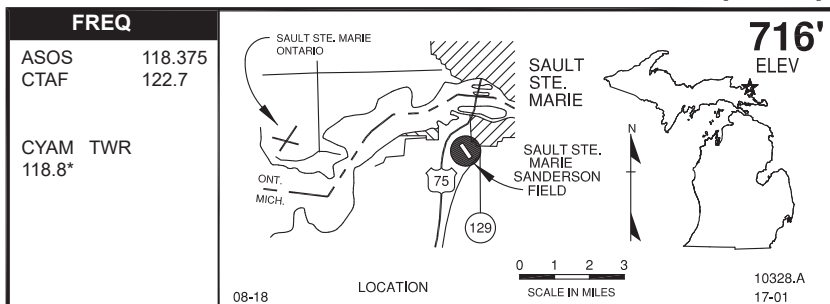 FREQ
ASOS 118.375
CTAF 122.7
CYAM TWR
118.8*
SAULT STE. MARIE
ONTARIO
SAULT
STE.
MARIE
SAULT STE.
MARIE
SANDERSON
FIELD
ONT.
MICH.
75
129
N
716'
ELEV
0 1 2 3
SCALE IN MILES
LOCATION
08-18
10328.A
17-01